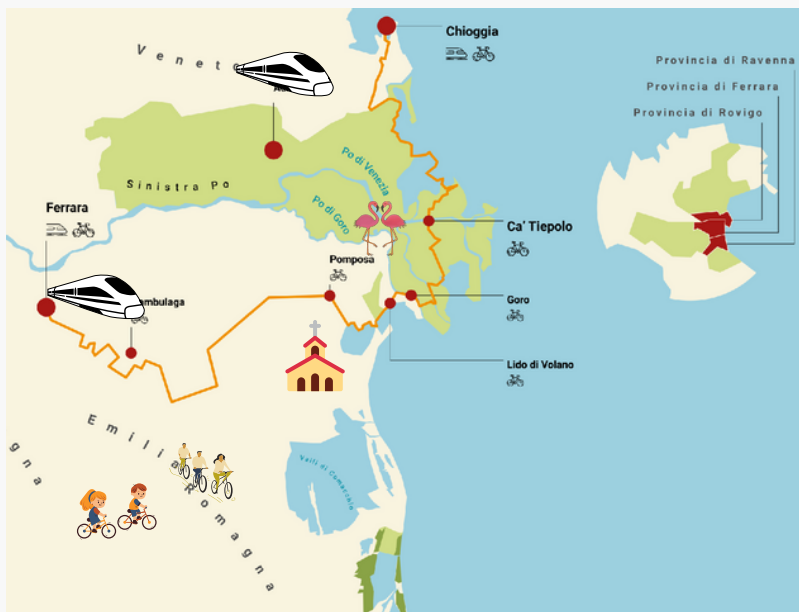 Chioggia
Veneto
Provincia di Ravenna
Provincia di Ferrara
Provincia di Rovigo
Po di Venezia
Sinistra Po
Po di Goro
Ferrara
Ca' Tiepolo
Pomposa
Goro
Lido di Volano
Emilia Romagna
Valli di Comacchio